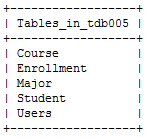 +------------------+
| Tables_in_tdb005 |
+------------------+
| Course           |
| Enrollment       |
| Major            |
| Student          |
| Users            |
+------------------+